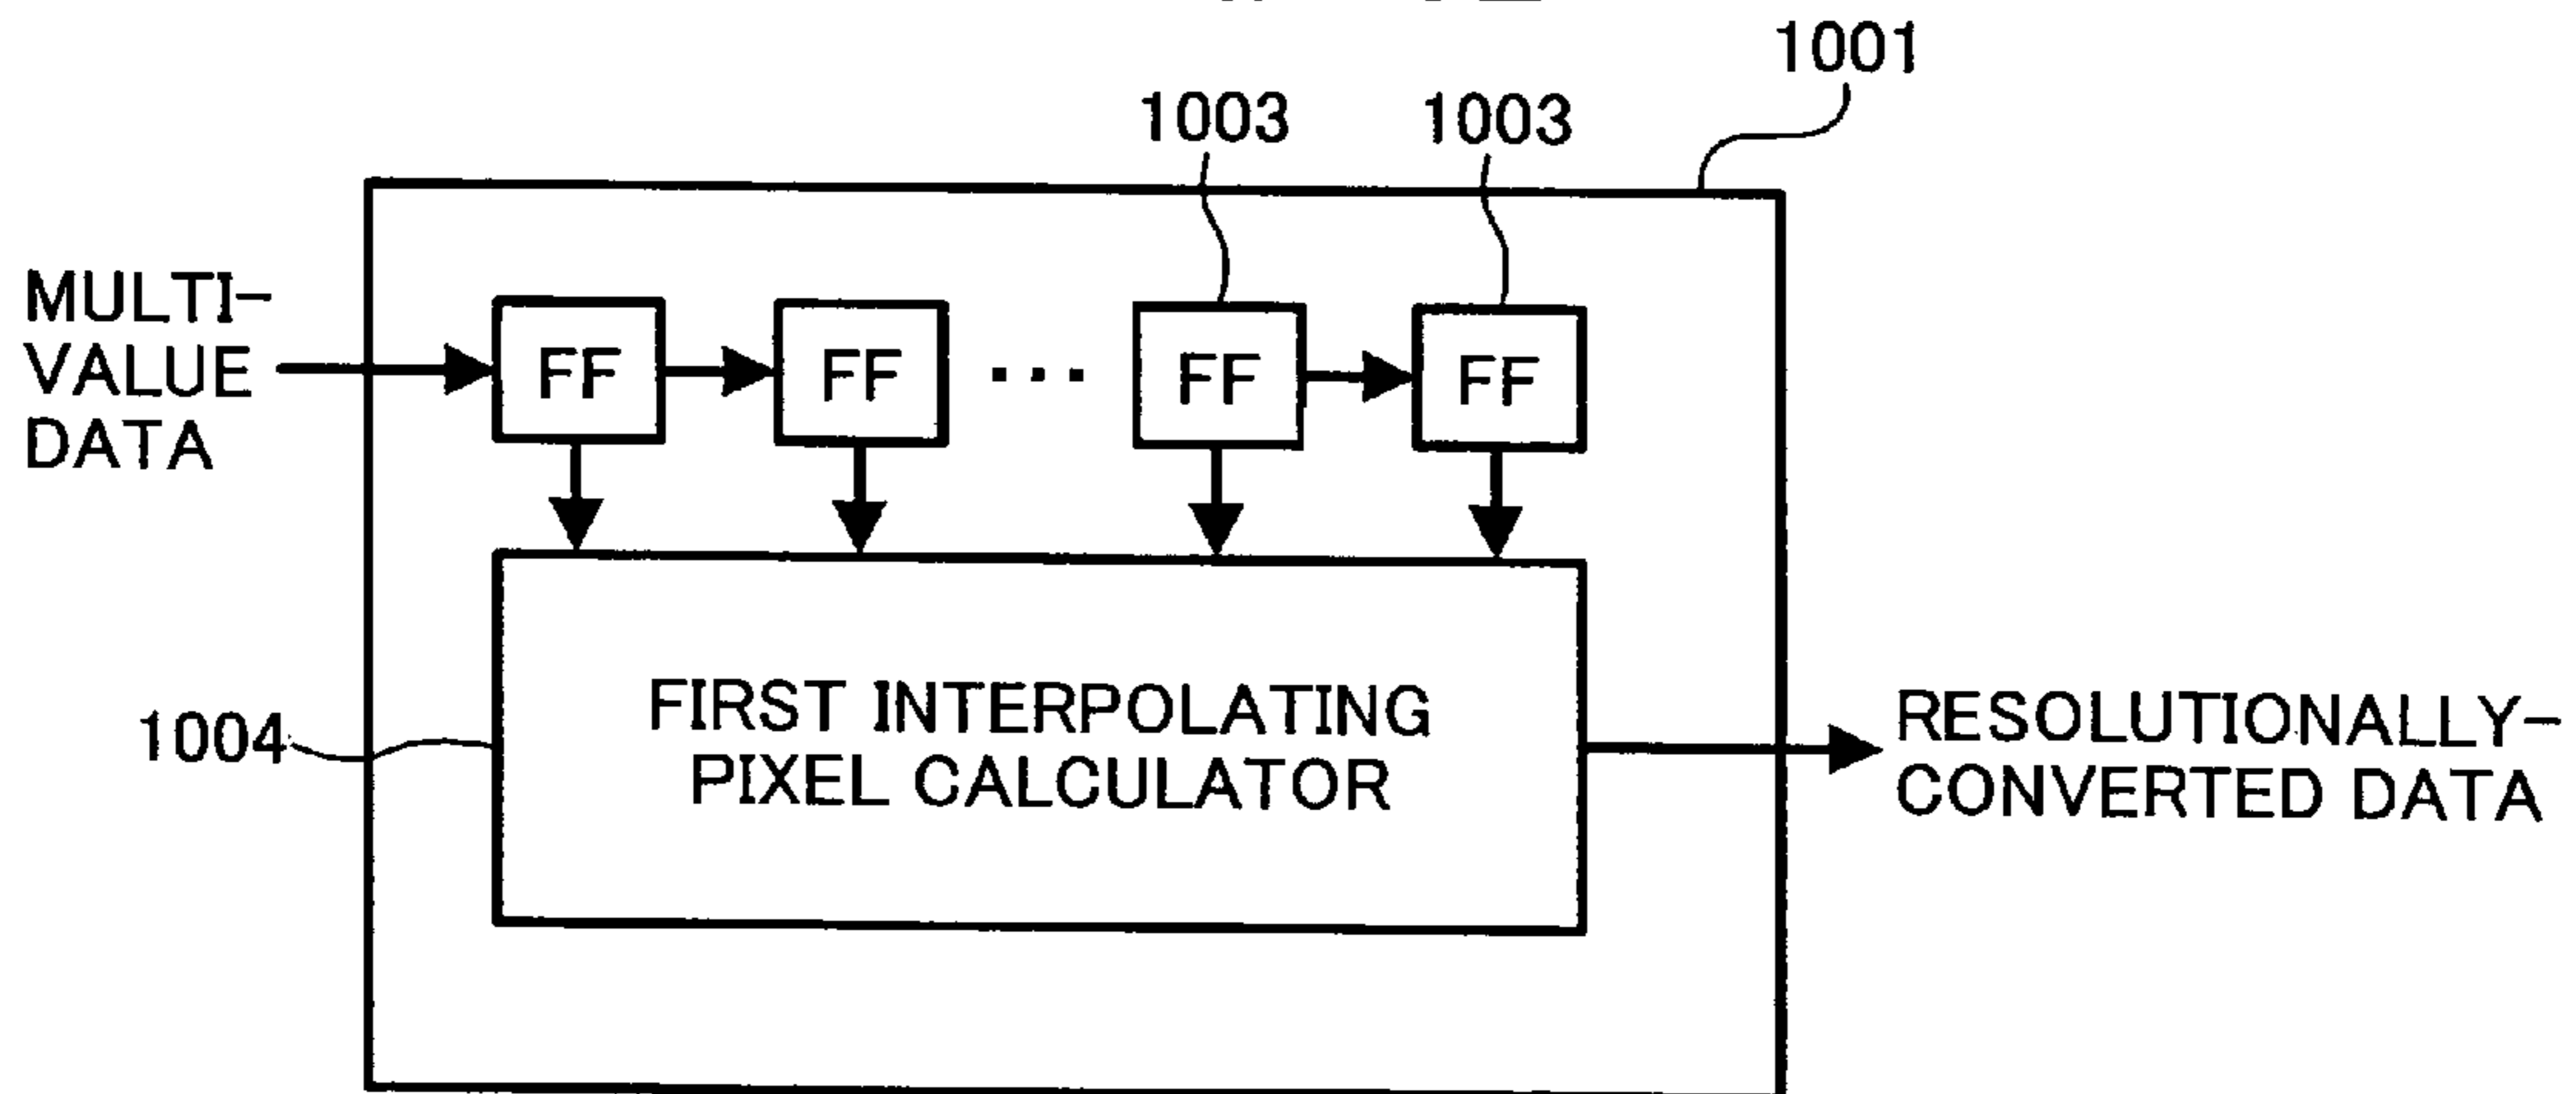 1001
1003 1003
MULTI-
VALUE
DATA
FF FF ... FF FF
FIRST INTERPOLATING
PIXEL CALCULATOR
1004
RESOLUTIONALLY-
CONVERTED DATA